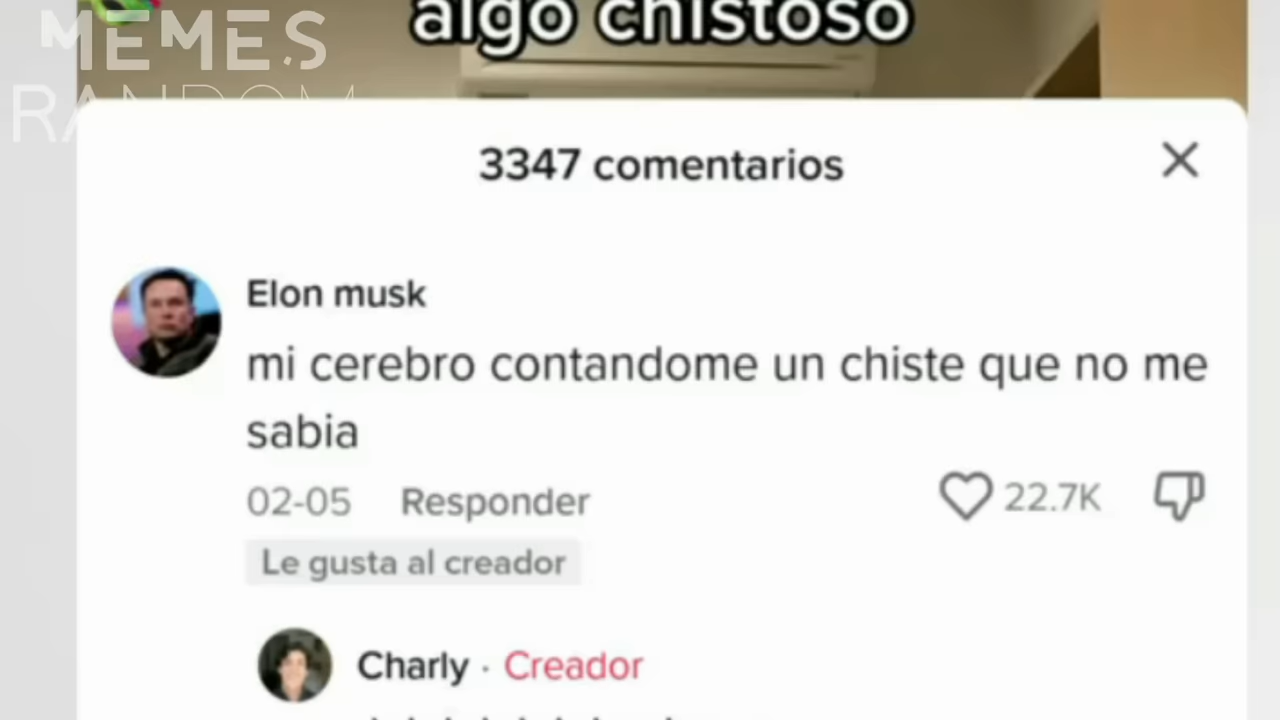 algo chistoso
MEMES
RANDOM
3347 comentarios
Elon musk
mi cerebro contandome un chiste que no me
sabia
02-05 Responder
22.7K
Le gusta al creador
Charly · Creador